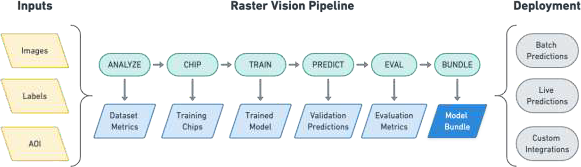 Inputs
Raster Vision Pipeline
Deployment
Images
Labels
AOI
ANALYZE
CHIP
TRAIN
PREDICT
EVAL
BUNDLE
Dataset
Metrics
Training
Chips
Trained
Model
Validation
Predictions
Evaluation
Metrics
Model
Bundle
Batch
Predictions
Live
Predictions
Custom
Integrations